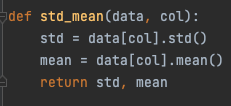 def std_mean(data, col):
    std = data[col].std()
    mean = data[col].mean()
    return std, mean